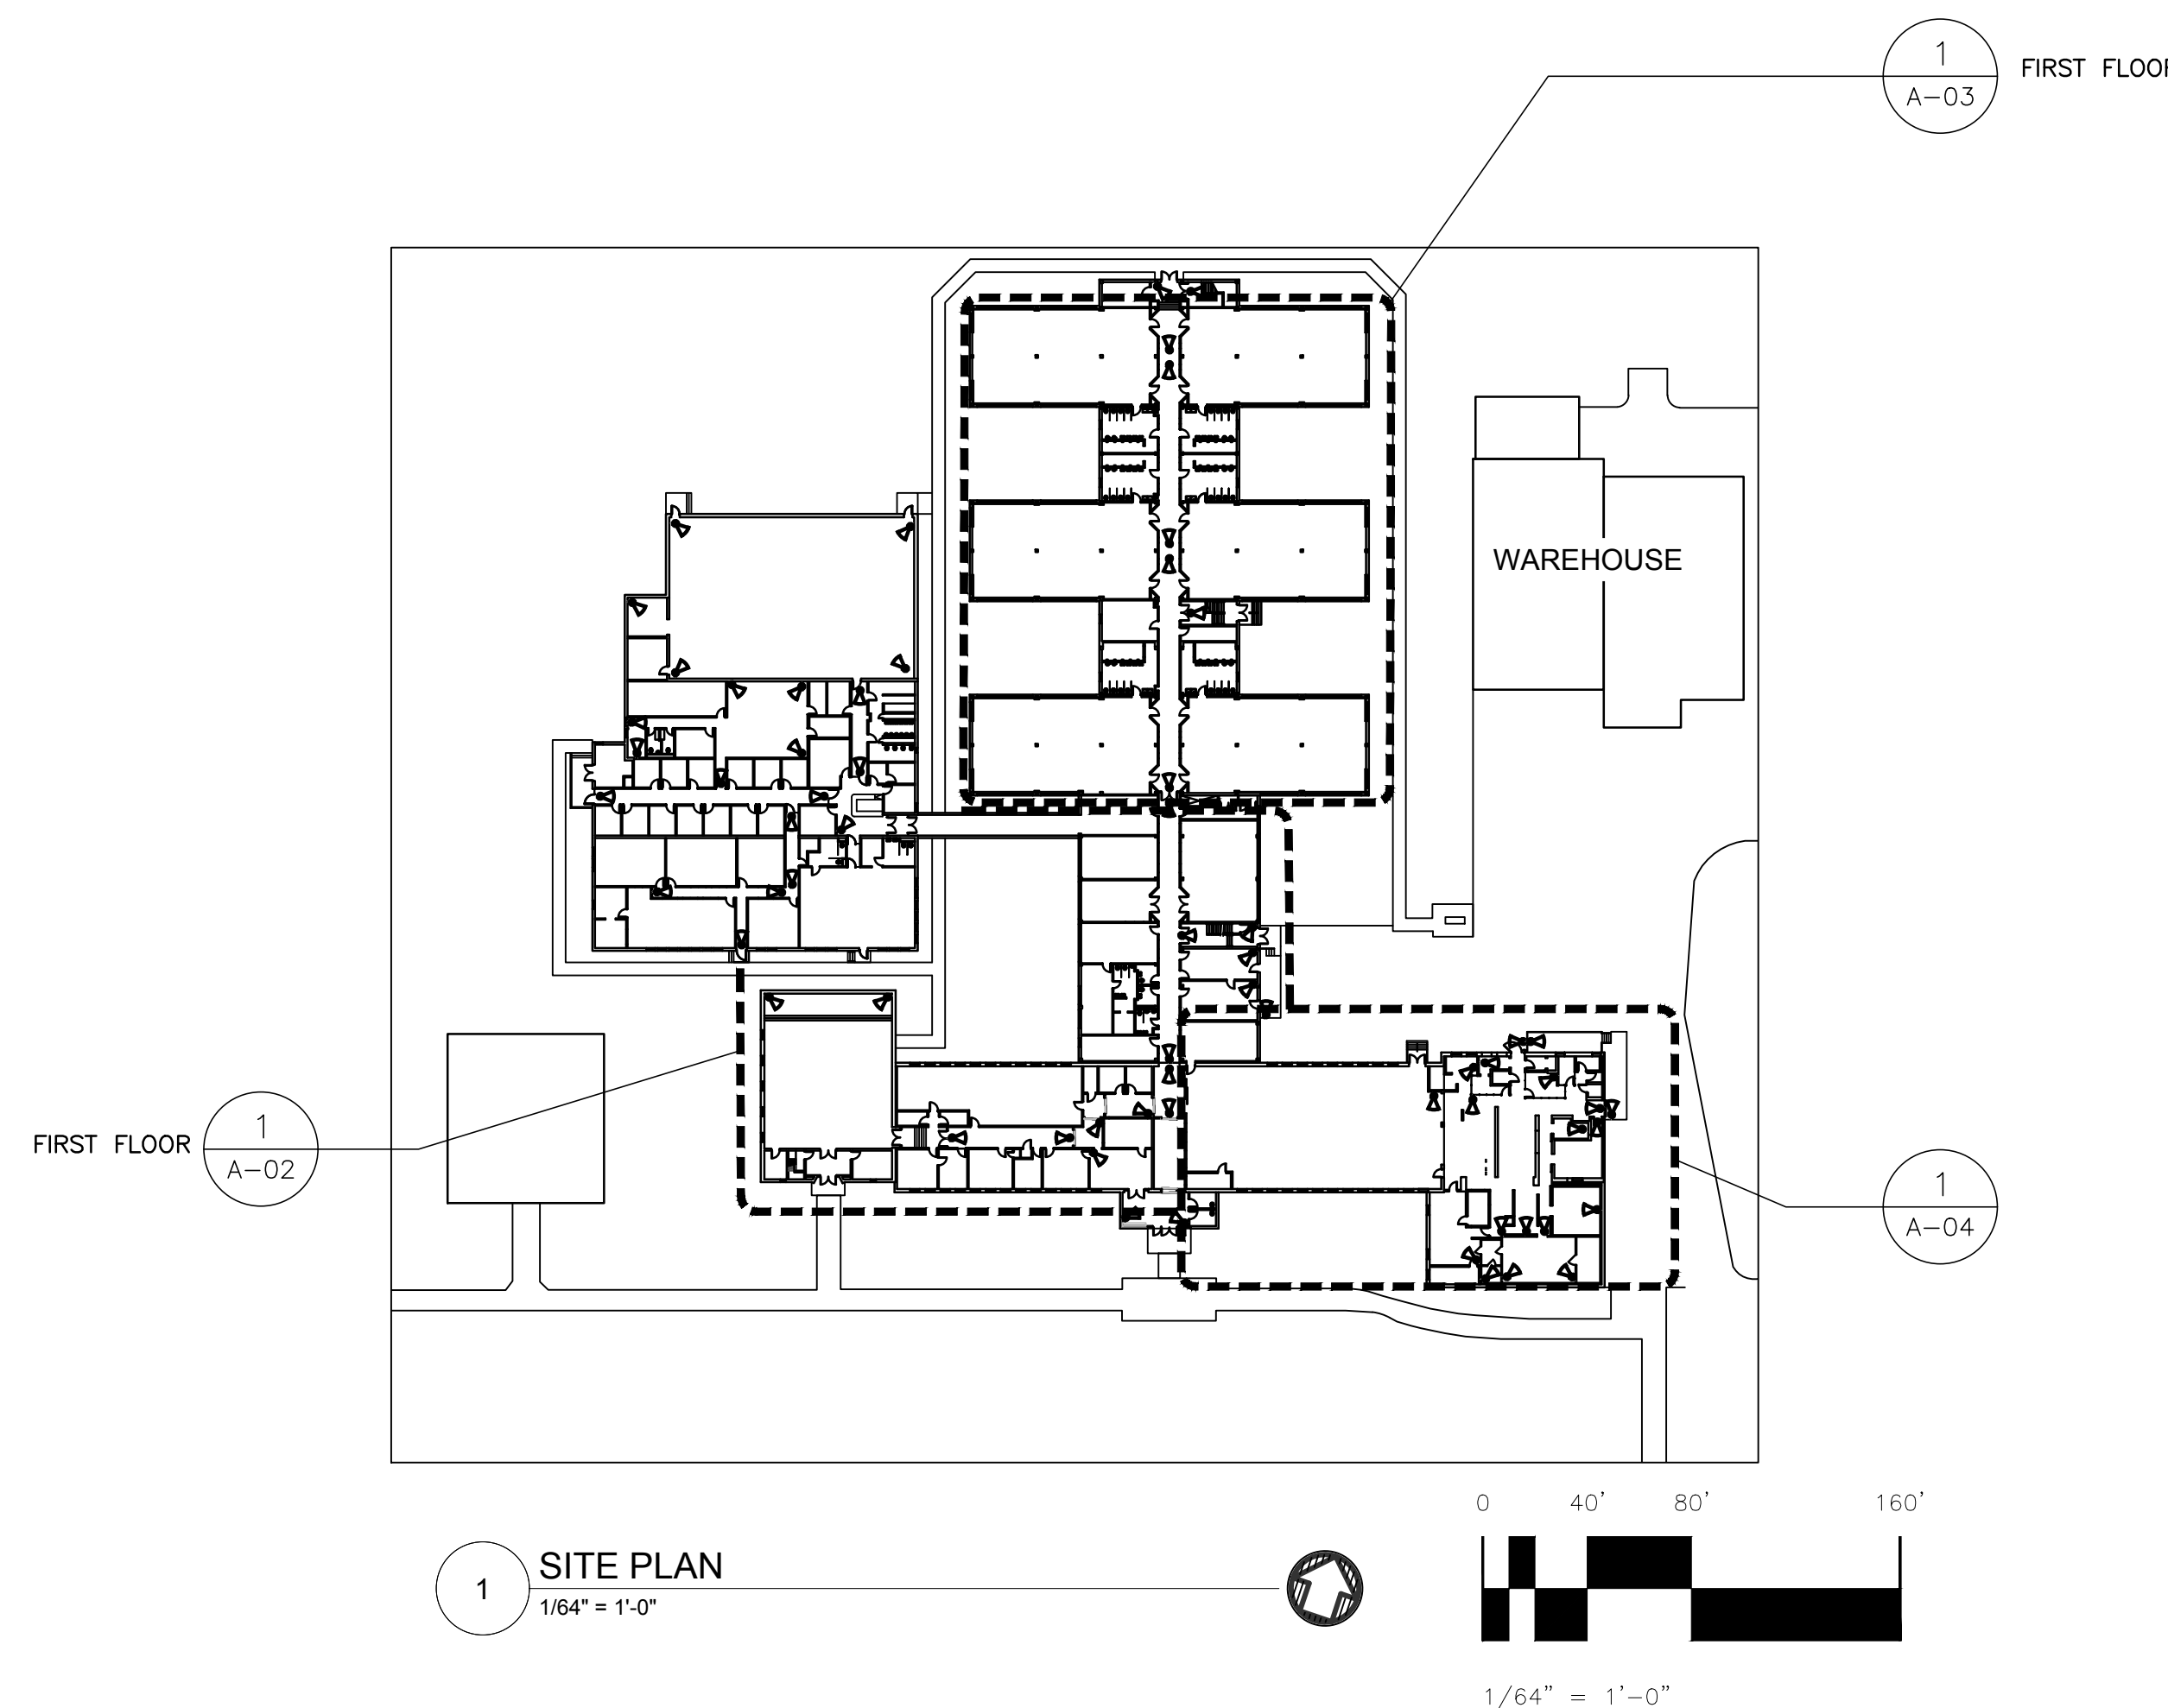 1
A-03
FIRST FLOOR
WAREHOUSE
FIRST FLOOR
1
A-02
1
A-04
1
SITE PLAN
1/64" = 1'-0"
0 40' 80' 160'
1/64" = 1'-0"